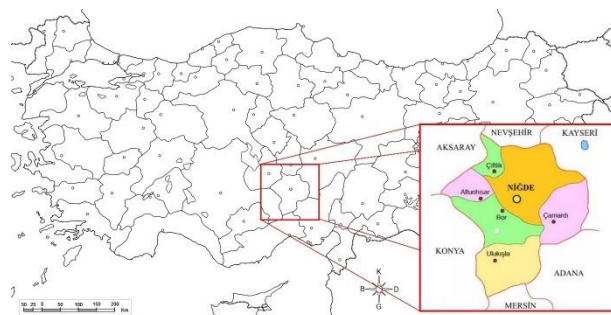 NEVŞEHİR
KAYSERİ
AKSARAY
Çiftlik
NİĞDE
Altunhisar
Bor
Çamardı
KONYA
Ulukışla
ADANA
MERSİN
K
B D
G
50 25 0 50 100 150 200
Km